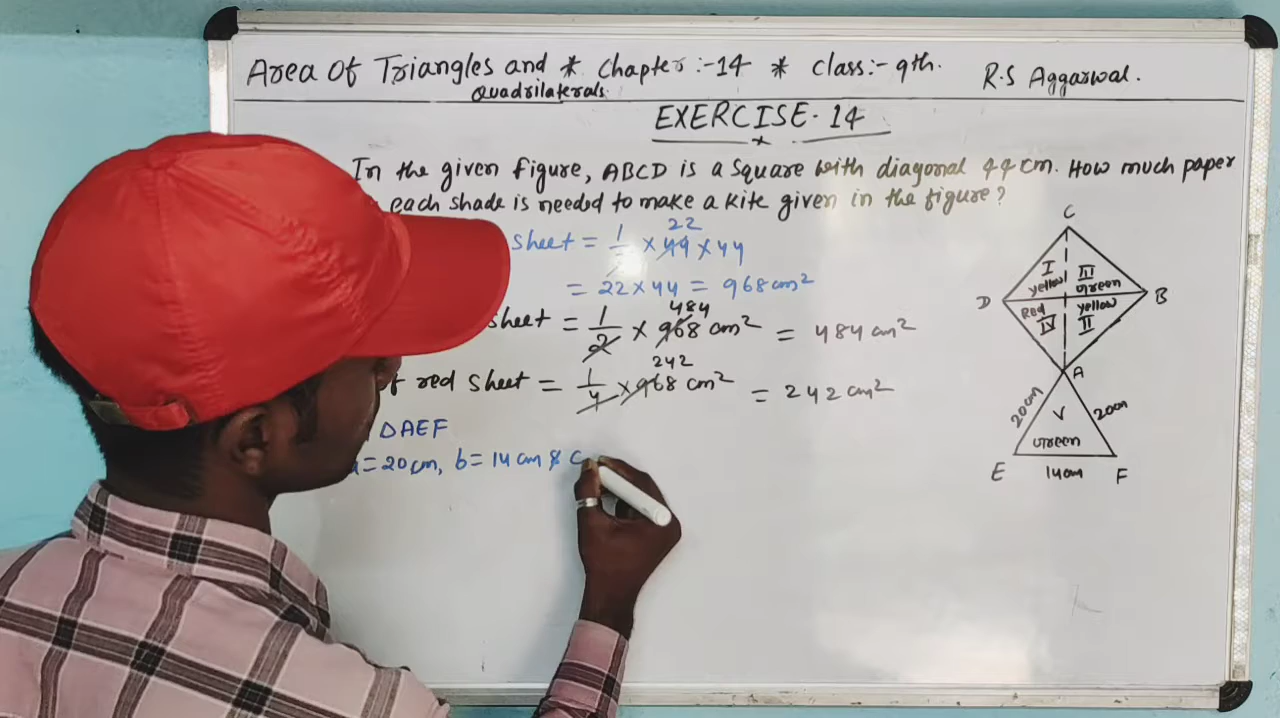 Area Of Triangles and * Chapter :- 14 * Class:- 9th. R.S Aggarwal.
Quadrilaterals.
EXERCISE. 14
In the given figure, ABCD is a Square with diagonal 44 cm. How much paper
each shade is needed to make a kite given in the figure?
sheet = 1/2 × 44 × 44
22
= 22 × 44 = 968 cm²
sheet = 1/2 × 968 cm² = 484 cm²
484
of red sheet = 1/4 × 968 cm² = 242 cm²
242
△AEF
a = 20 cm, b = 14 cm & c
C
I
yellow
III
Green
D
B
Red
IV
yellow
II
A
20cm
V
20cm
Green
E
14cm
F